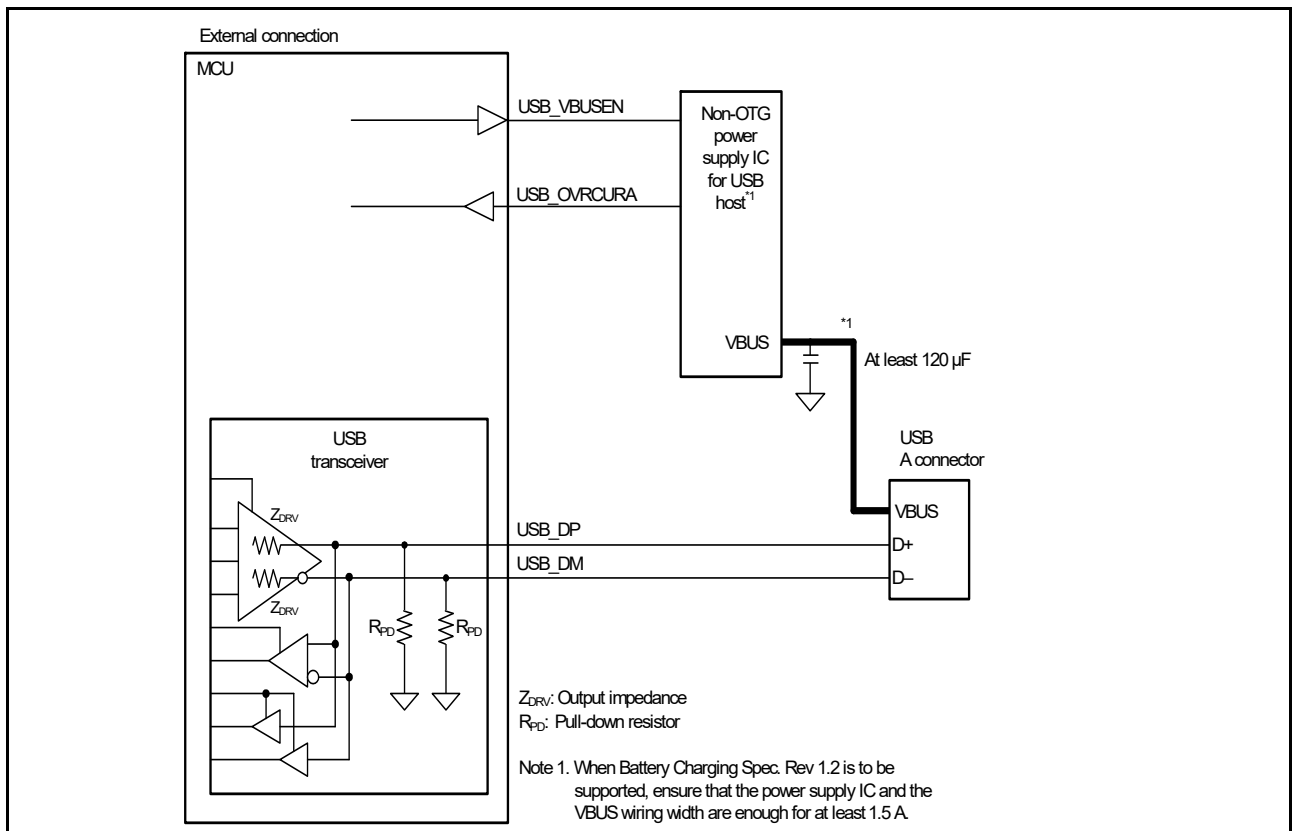 External connection
MCU
USB_VBUSEN
USB_OVRCURA
Non-OTG
power
supply IC
for USB
host*1
VBUS
*1
At least 120 µF
USB
A connector
VBUS
D+
D–
USB
transceiver
ZDRV
ZDRV
USB_DP
USB_DM
RPD
RPD
ZDRV: Output impedance
RPD: Pull-down resistor
Note 1. When Battery Charging Spec. Rev 1.2 is to be
supported, ensure that the power supply IC and the
VBUS wiring width are enough for at least 1.5 A.